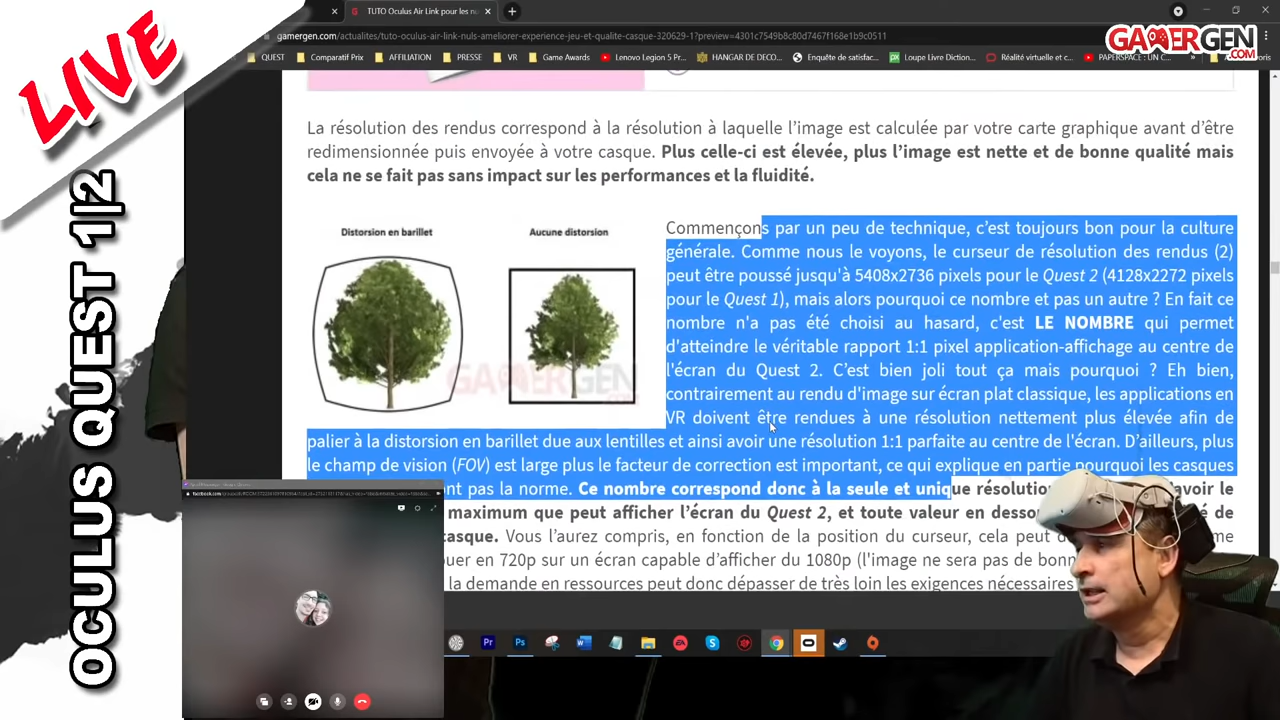 LIVE
OCULUS QUEST 1|2
TUTO Oculus Air Link pour les nu
gamergen.com/actualites/tuto-oculus-air-link-nuls-ameliorer-experience-jeu-et-qualite-casque-320629-1?preview=4301c7549b8c80d7467f168e1b9c0511
GAMERGEN
.COM
QUEST
Comparatif Prix
AFFILIATION
PRESSE
VR
Game Awards
Lenovo Legion 5 Pr...
HANGAR DE DECO...
Enquête de satisfac...
Loupe Livre Diction...
Réalité virtuelle et c...
PAPERSPACE : UN C...
La résolution des rendus correspond à la résolution à laquelle l'image est calculée par votre carte graphique avant d'être
redimensionnée puis envoyée à votre casque. Plus celle-ci est élevée, plus l'image est nette et de bonne qualité mais
cela ne se fait pas sans impact sur les performances et la fluidité.
Distorsion en barillet
Aucune distorsion
GAMERGEN
Commençons par un peu de technique, c'est toujours bon pour la culture
générale. Comme nous le voyons, le curseur de résolution des rendus (2)
peut être poussé jusqu'à 5408x2736 pixels pour le Quest 2 (4128x2272 pixels
pour le Quest 1), mais alors pourquoi ce nombre et pas un autre ? En fait ce
nombre n'a pas été choisi au hasard, c'est LE NOMBRE qui permet
d'atteindre le véritable rapport 1:1 pixel application-affichage au centre de
l'écran du Quest 2. C'est bien joli tout ça mais pourquoi ? Eh bien,
contrairement au rendu d'image sur écran plat classique, les applications en
VR doivent être rendues à une résolution nettement plus élevée afin de
palier à la distorsion en barillet due aux lentilles et ainsi avoir une résolution 1:1 parfaite au centre de l'écran. D'ailleurs, plus
le champ de vision (FOV) est large plus le facteur de correction est important, ce qui explique en partie pourquoi les casques
ont pas la norme. Ce nombre correspond donc à la seule et unique résolution avoir le
maximum que peut afficher l'écran du Quest 2, et toute valeur en desso de
casque. Vous l'aurez compris, en fonction de la position du curseur, cela peut
ouer en 720p sur un écran capable d'afficher du 1080p (l'image ne sera pas de bon
la demande en ressources peut donc dépasser de très loin les exigences nécessaires